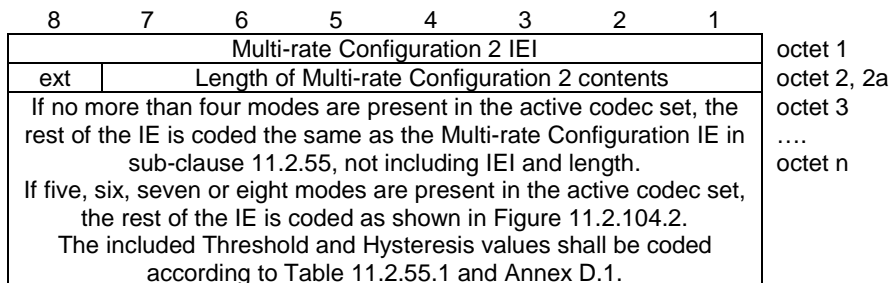 8 7 6 5 4 3 2 1
Multi-rate Configuration 2 IEI octet 1
ext Length of Multi-rate Configuration 2 contents octet 2, 2a
If no more than four modes are present in the active codec set, the octet 3
rest of the IE is coded the same as the Multi-rate Configuration IE in ….
sub-clause 11.2.55, not including IEI and length. octet n
If five, six, seven or eight modes are present in the active codec set,
the rest of the IE is coded as shown in Figure 11.2.104.2.
The included Threshold and Hysteresis values shall be coded
according to Table 11.2.55.1 and Annex D.1.